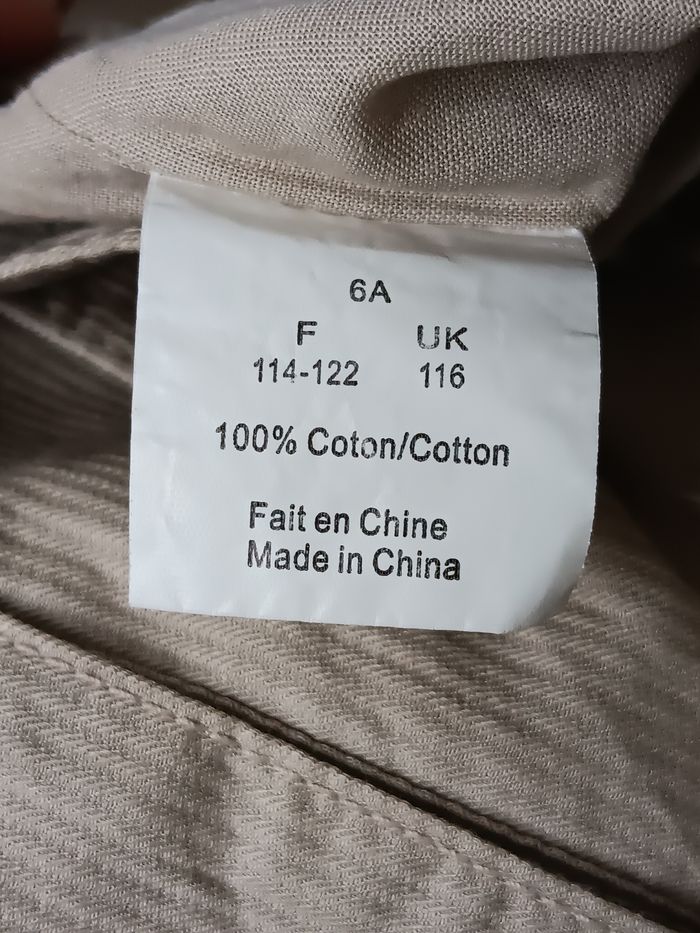 6A
F UK
114-122 116
100% Coton/Cotton
Fait en Chine
Made in China